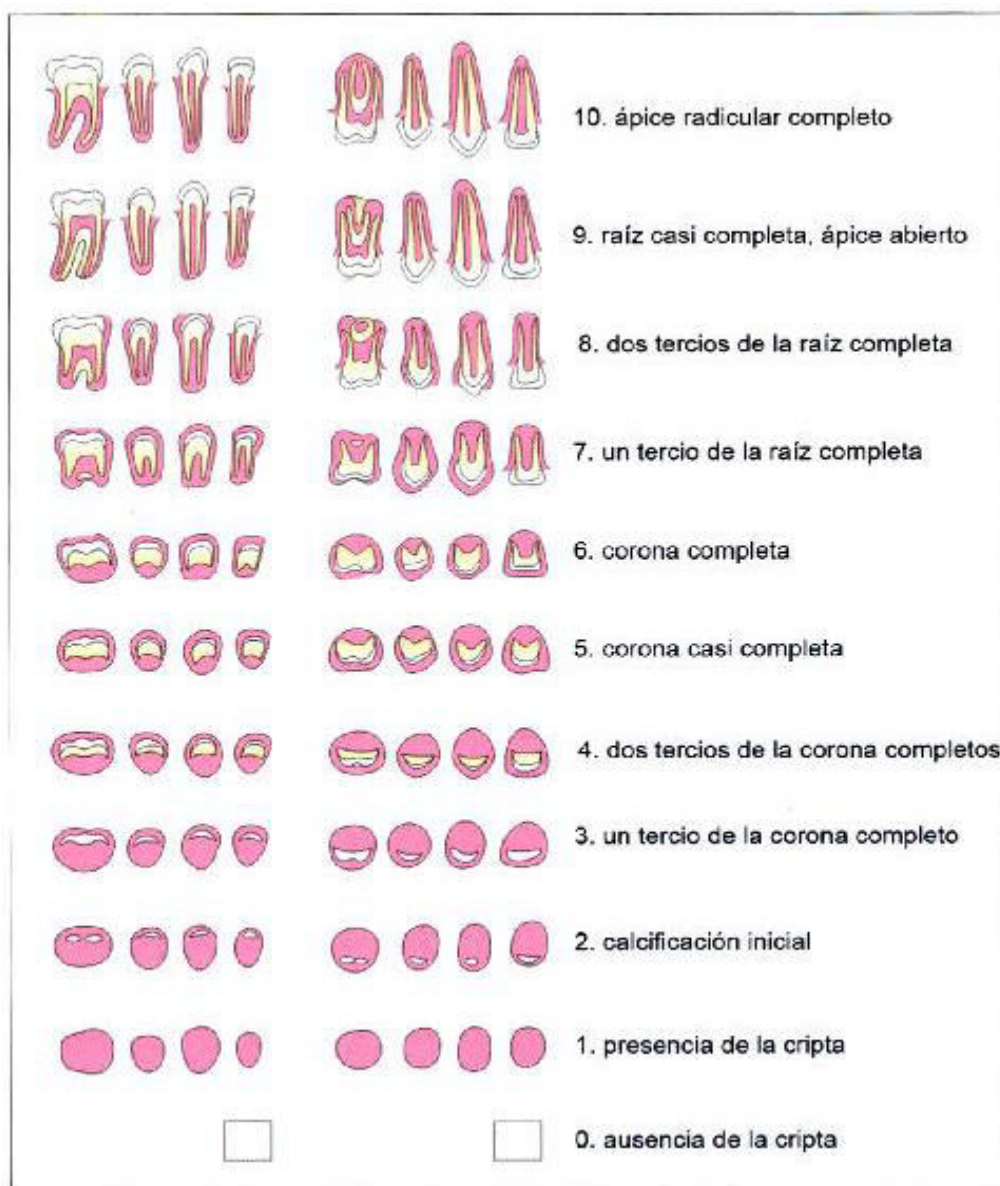 10. ápice radicular completo
9. raíz casi completa, ápice abierto
8. dos tercios de la raíz completa
7. un tercio de la raíz completa
6. corona completa
5. corona casi completa
4. dos tercios de la corona completos
3. un tercio de la corona completo
2. calcificación inicial
1. presencia de la cripta
0. ausencia de la cripta